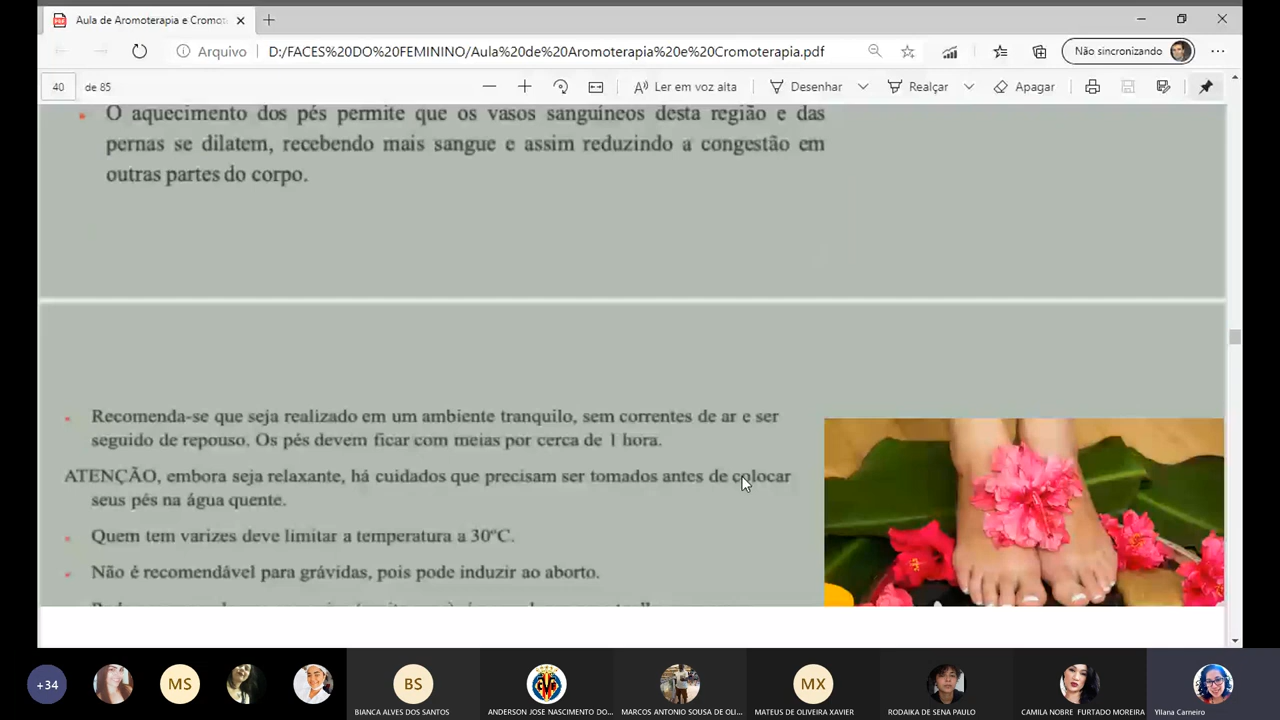 Aula de Aromoterapia e Cromot
Arquivo
D:/FACES%20DO%20FEMININO/Aula%20de%20Aromoterapia%20e%20Cromoterapia.pdf
Não sincronizando
40 de 85
Ler em voz alta
Desenhar
Realçar
Apagar
O aquecimento dos pés permite que os vasos sanguíneos desta região e das
pernas se dilatem, recebendo mais sangue e assim reduzindo a congestão em
outras partes do corpo.
Recomenda-se que seja realizado em um ambiente tranquilo, sem correntes de ar e ser
seguido de repouso. Os pés devem ficar com meias por cerca de 1 hora.
ATENÇÃO, embora seja relaxante, há cuidados que precisam ser tomados antes de colocar
seus pés na água quente.
Quem tem varizes deve limitar a temperatura a 30ºC.
Não é recomendável para grávidas, pois pode induzir ao aborto.
+34
MS
BS
BIANCA ALVES DOS SANTOS
ANDERSON JOSE NASCIMENTO DO...
MARCOS ANTONIO SOUSA DE OLI...
MX
MATEUS DE OLIVEIRA XAVIER
RODAIKA DE SENA PAULO
CAMILA NOBRE FURTADO MOREIRA
Yllana Carneiro